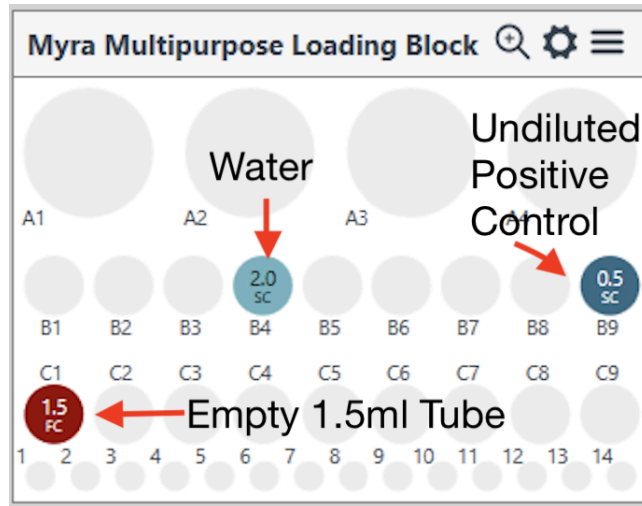 Myra Multipurpose Loading Block
Undiluted
Positive
Control
Water
A1 A2 A3 A4
2.0
SC
0.5
SC
B1 B2 B3 B4 B5 B6 B7 B8 B9
C1 C2 C3 C4 C5 C6 C7 C8 C9
1.5
FC
Empty 1.5ml Tube
1 2 3 4 5 6 7 8 9 10 11 12 13 14